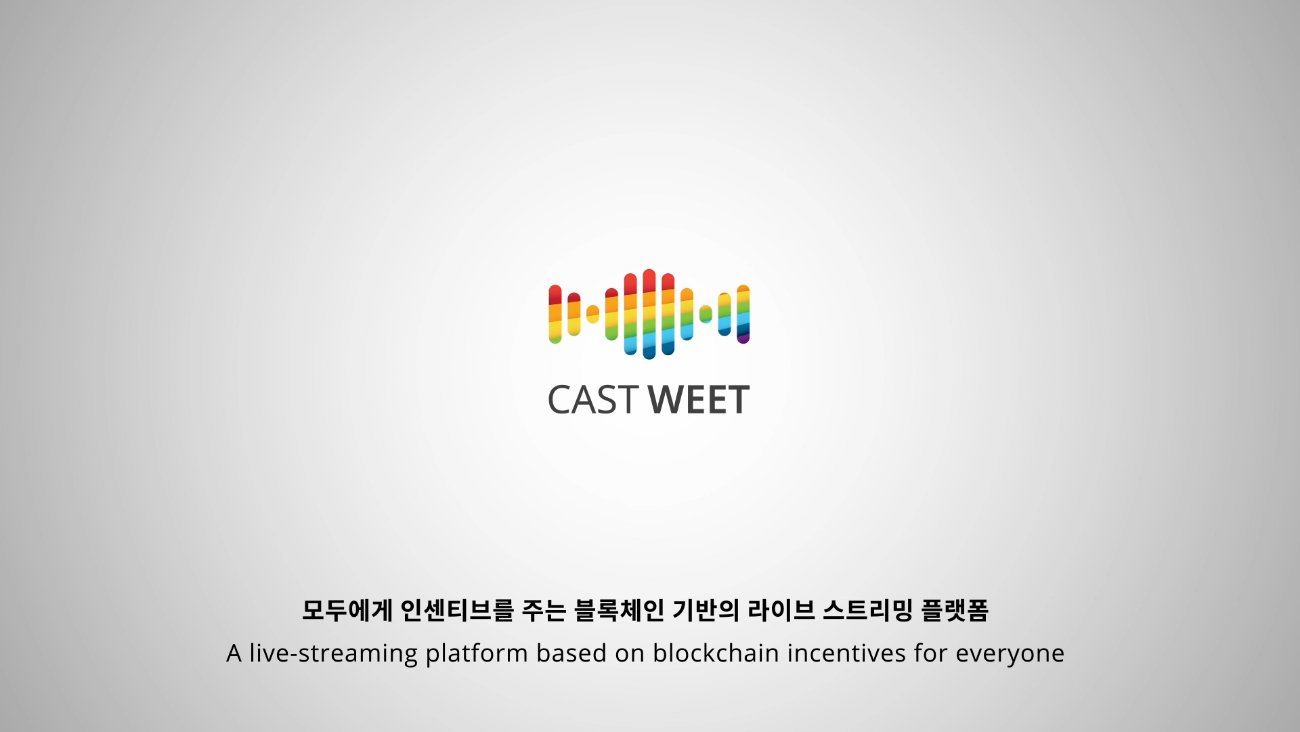 CAST WEET
모두에게 인센티브를 주는 블록체인 기반의 라이브 스트리밍 플랫폼
A live-streaming platform based on blockchain incentives for everyone